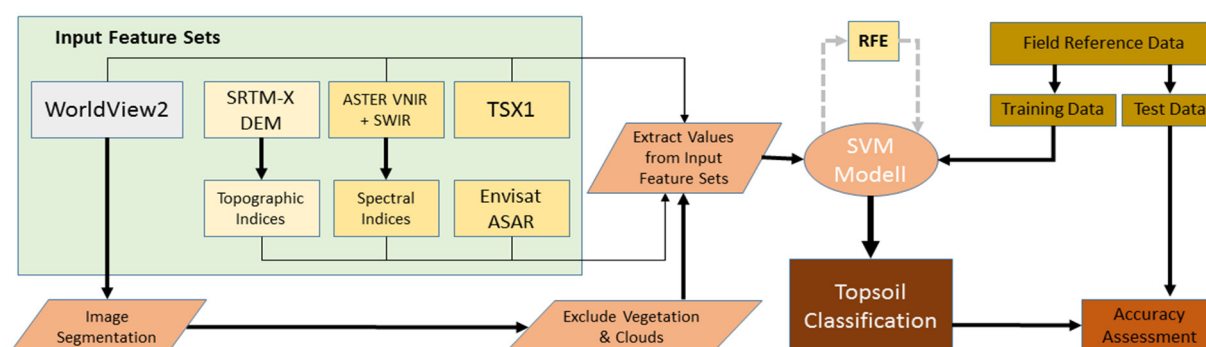 Input Feature Sets
WorldView2
SRTM-X
DEM
ASTER VNIR
+ SWIR
TSX1
Topographic
Indices
Spectral
Indices
Envisat
ASAR
Image
Segmentation
Exclude Vegetation
& Clouds
Extract Values
from Input
Feature Sets
RFE
SVM
Modell
Field Reference Data
Training Data
Test Data
Topsoil
Classification
Accuracy
Assessment